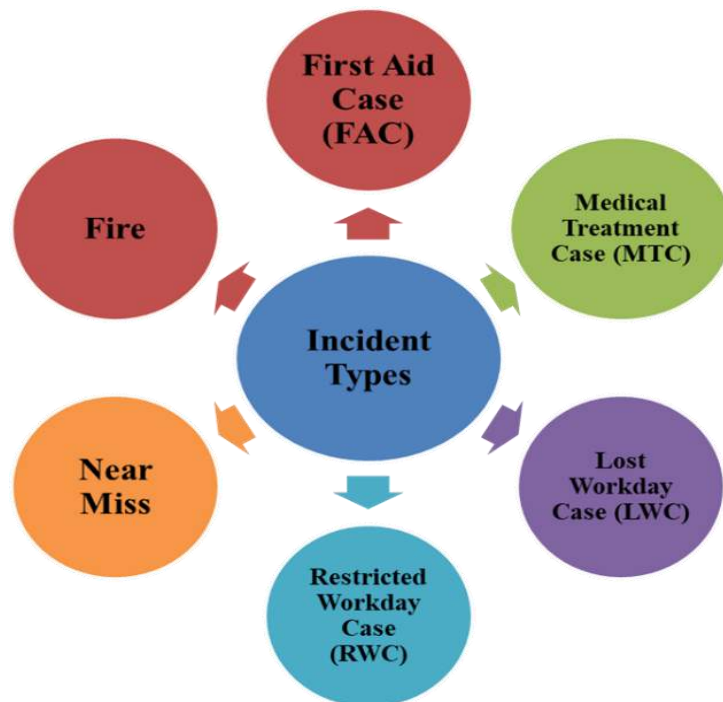 First Aid
Case
(FAC)
Medical
Treatment
Case (MTC)
Lost
Workday
Case (LWC)
Restricted
Workday
Case
(RWC)
Near
Miss
Fire
Incident
Types